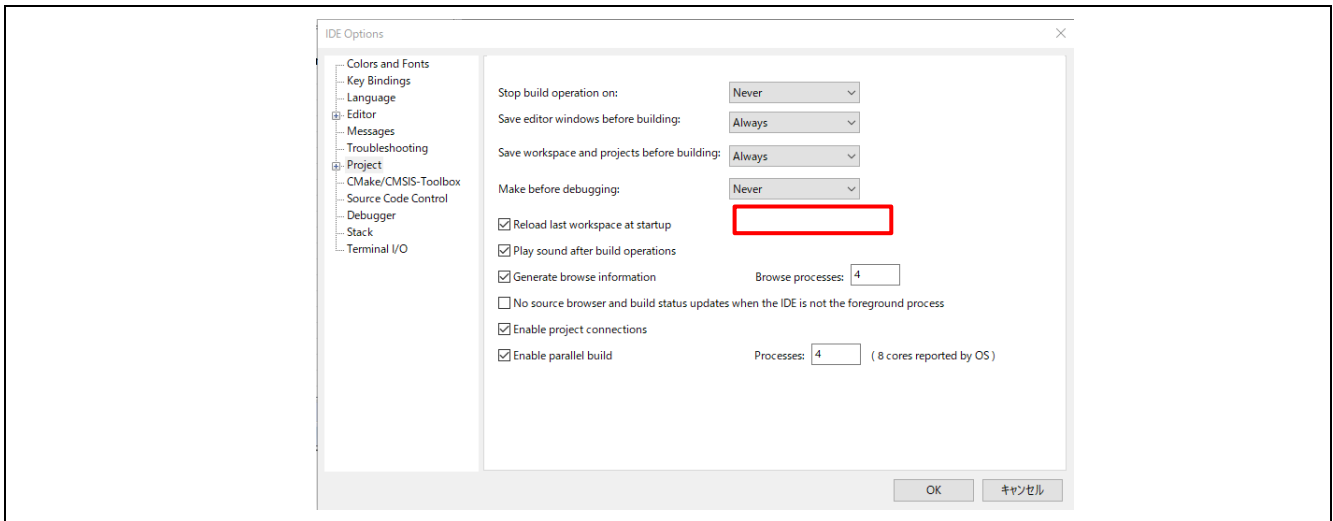 IDE Options
Colors and Fonts
Key Bindings
Language
Editor
Messages
Troubleshooting
Project
CMake/CMSIS-Toolbox
Source Code Control
Debugger
Stack
Terminal I/O
Stop build operation on: Never
Save editor windows before building: Always
Save workspace and projects before building: Always
Make before debugging: Never
Reload last workspace at startup
Play sound after build operations
Generate browse information Browse processes: 4
No source browser and build status updates when the IDE is not the foreground process
Enable project connections
Enable parallel build Processes: 4 ( 8 cores reported by OS )
OK キャンセル